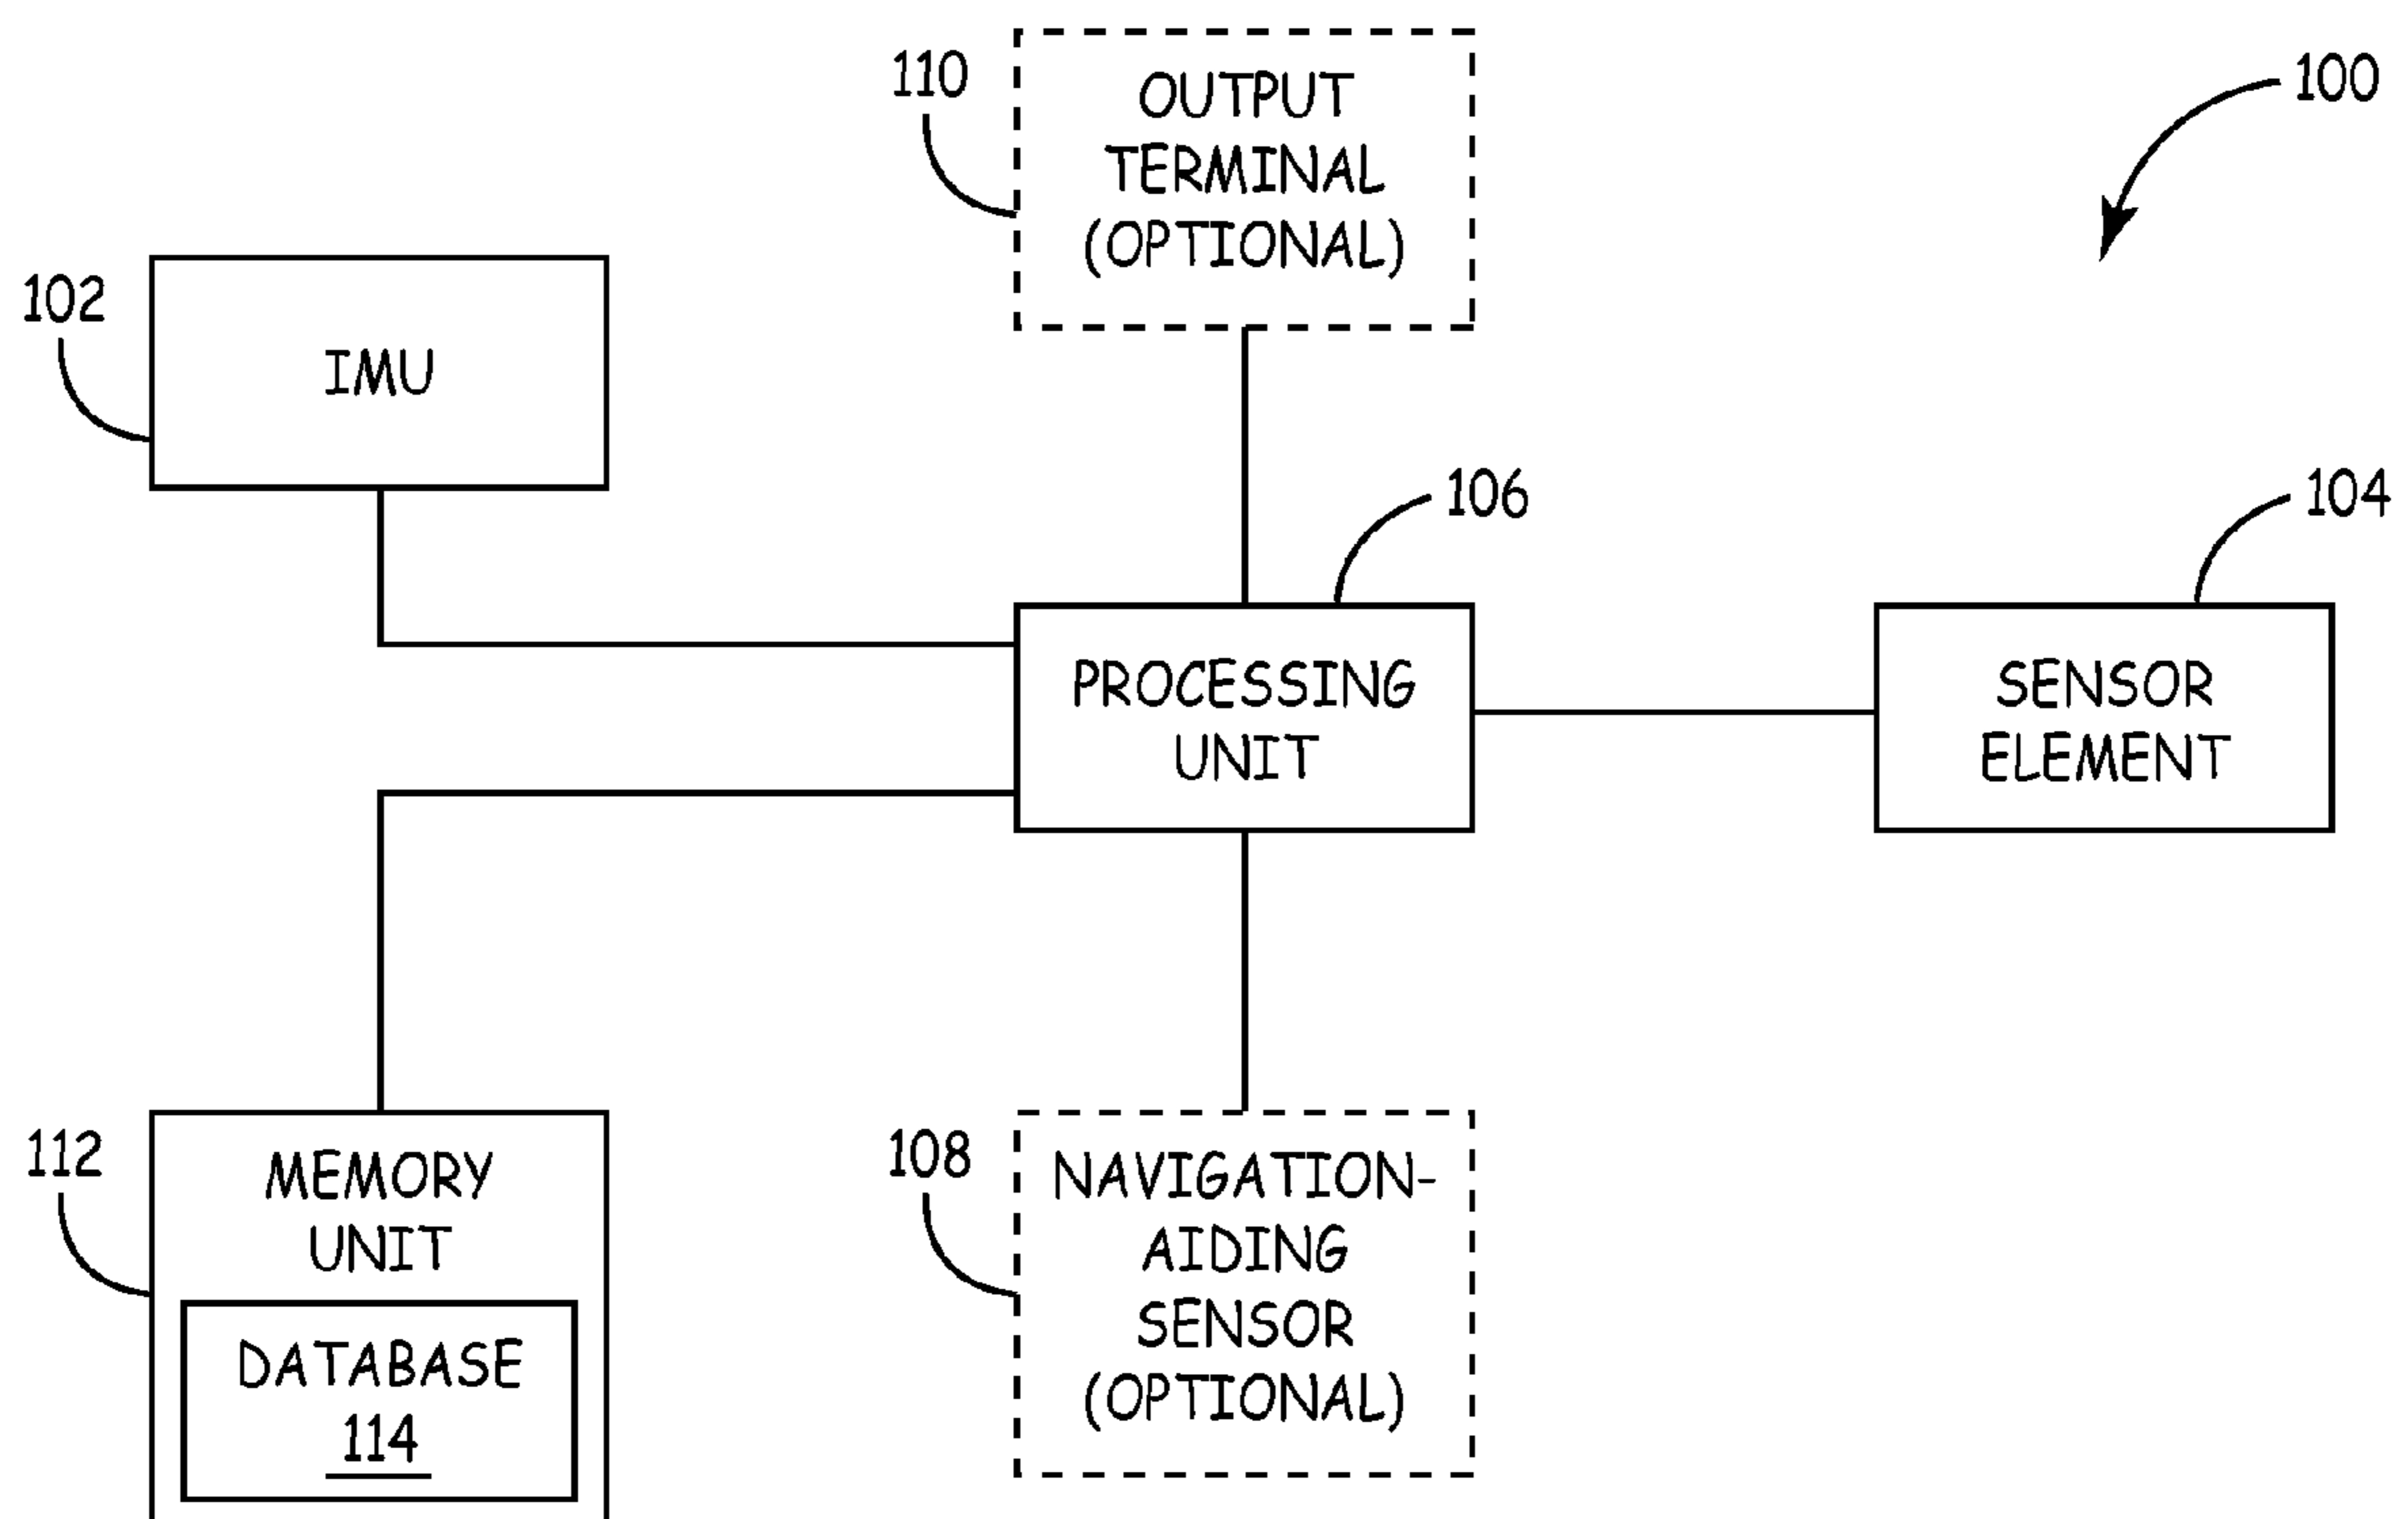 110
OUTPUT
TERMINAL
(OPTIONAL)
100
102
IMU
106
104
PROCESSING
UNIT
SENSOR
ELEMENT
112
MEMORY
UNIT
DATABASE
114
108
NAVIGATION-
AIDING
SENSOR
(OPTIONAL)